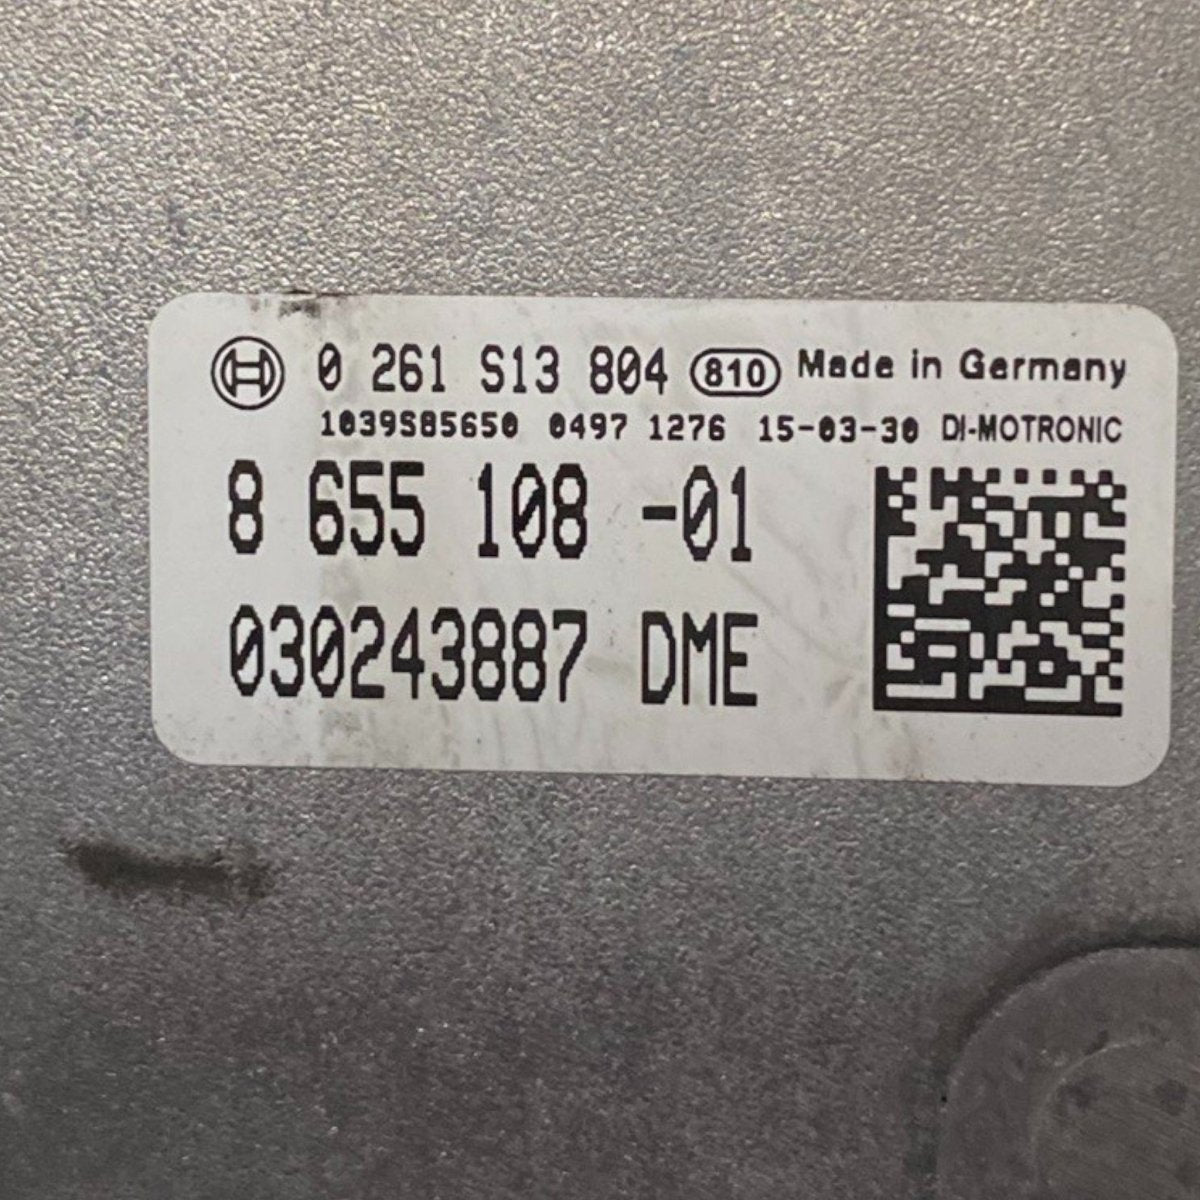 0 261 S13 804 810 Made in Germany
1039S85650 0497 1276 15-03-30 DI-MOTRONIC
8 655 108 -01
030243887 DME